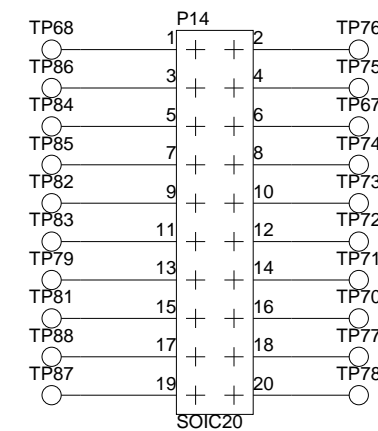 P14
TP68 1 2 TP76
TP86 3 4 TP75
TP84 5 6 TP67
TP85 7 8 TP74
TP82 9 10 TP73
TP83 11 12 TP72
TP79 13 14 TP71
TP81 15 16 TP70
TP88 17 18 TP77
TP87 19 20 TP78
SOIC20